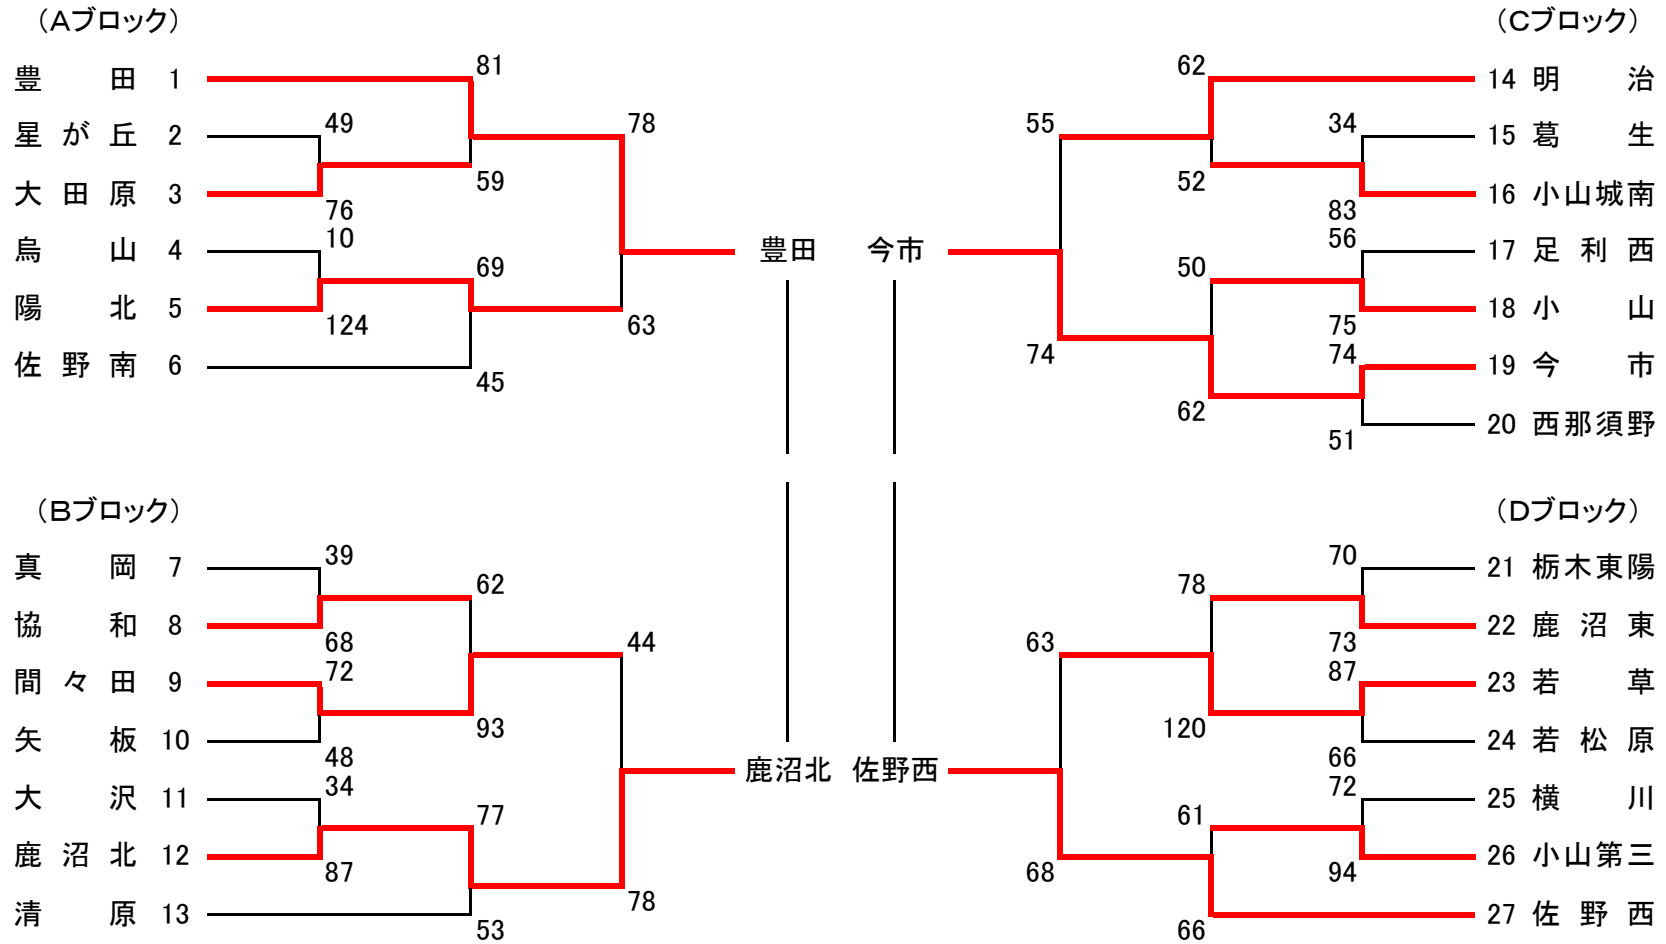 （Aブロック）
豊田 1
81
星が丘 2
49
78
大田原 3
59
76
烏山 4
10
陽北 5
69
124
63
佐野南 6
45
豊田
（Bブロック）
真岡 7
39
62
協和 8
68
44
間々田 9
72
矢板 10
93
48
大沢 11
34
77
鹿沼北 12
87
78
清原 13
53
鹿沼北
（Cブロック）
62
14 明治
55
34
15 葛生
52
16 小山城南
83
56
17 足利西
50
18 小山
75
74
74
19 今市
62
20 西那須野
51
今市
（Dブロック）
70
21 栃木東陽
78
22 鹿沼東
63
73
87
23 若草
120
24 若松原
66
72
25 横川
61
26 小山第三
68
94
27 佐野西
66
佐野西